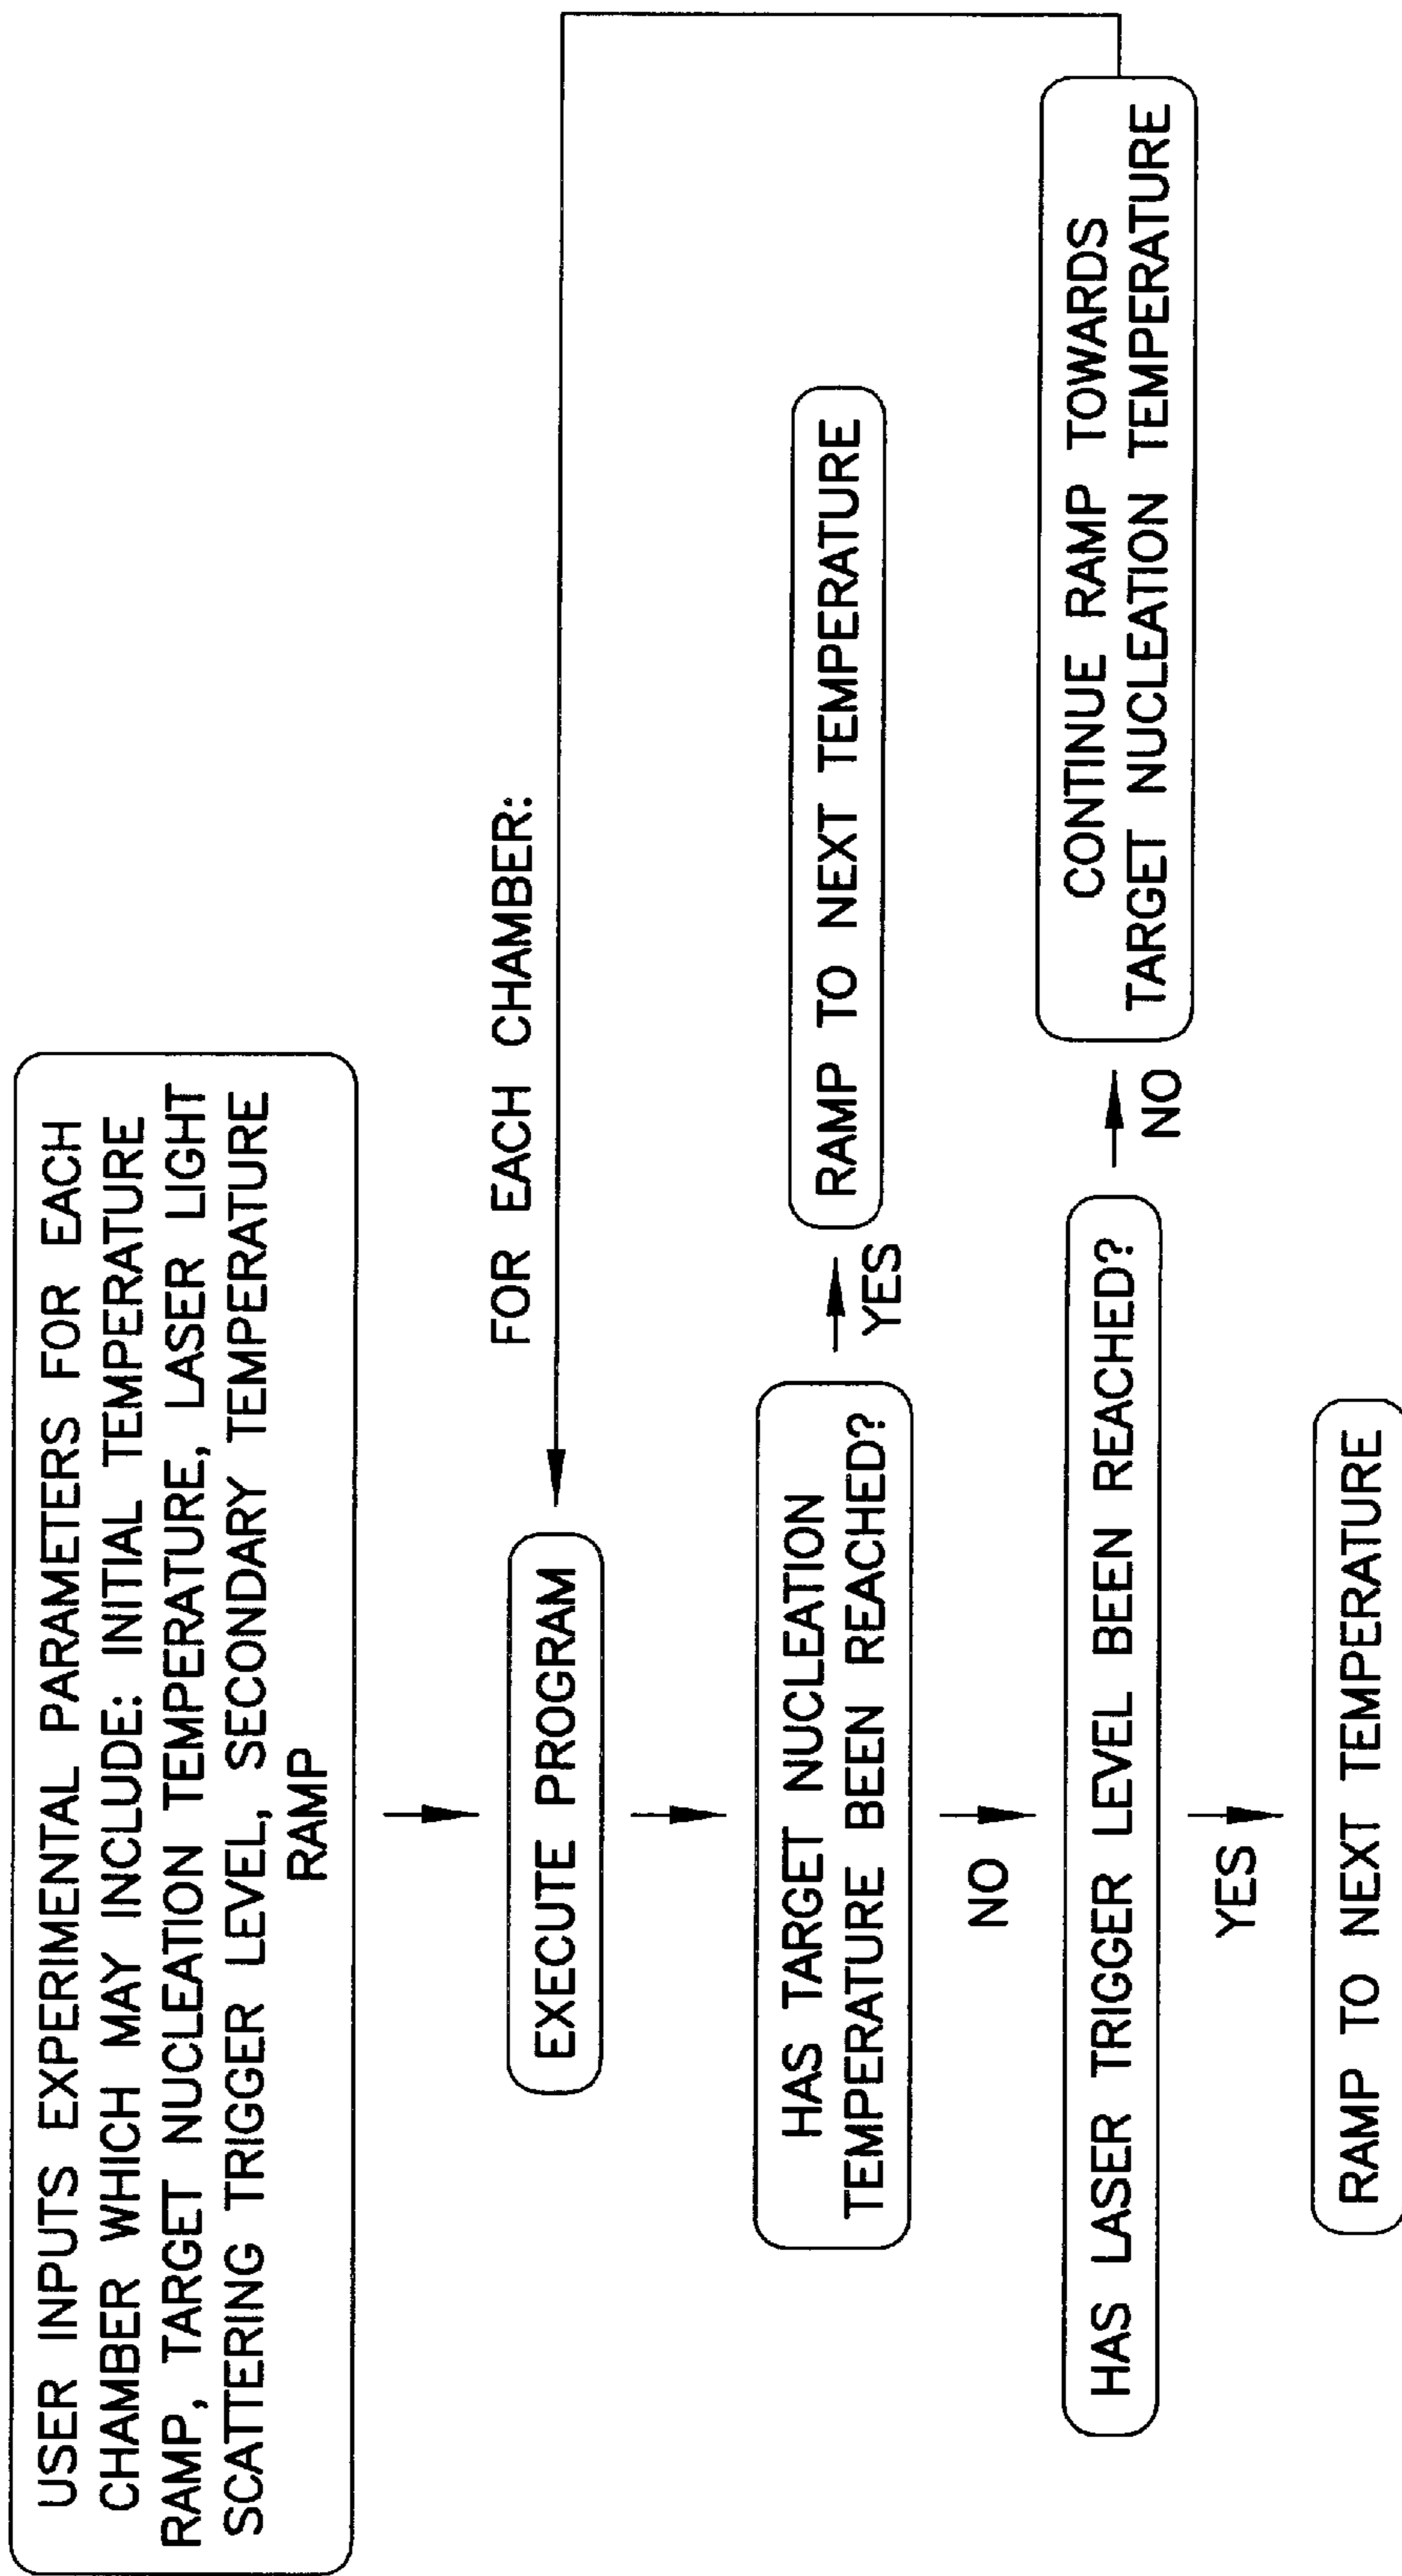 USER INPUTS EXPERIMENTAL PARAMETERS FOR EACH
CHAMBER WHICH MAY INCLUDE: INITIAL TEMPERATURE
RAMP, TARGET NUCLEATION TEMPERATURE, LASER LIGHT
SCATTERING TRIGGER LEVEL, SECONDARY TEMPERATURE
RAMP
FOR EACH CHAMBER:
EXECUTE PROGRAM
HAS TARGET NUCLEATION
TEMPERATURE BEEN REACHED?
YES
RAMP TO NEXT TEMPERATURE
NO
HAS LASER TRIGGER LEVEL BEEN REACHED?
NO
CONTINUE RAMP TOWARDS
TARGET NUCLEATION TEMPERATURE
YES
RAMP TO NEXT TEMPERATURE